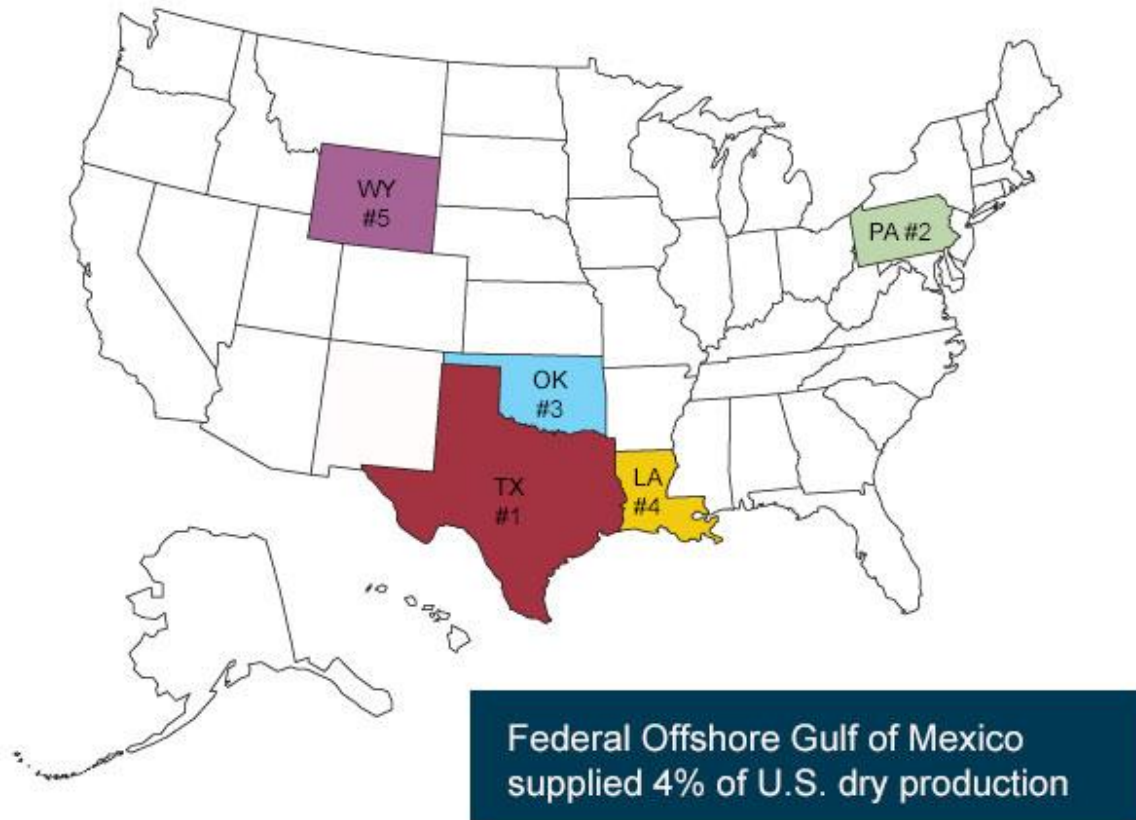 WY
#5
PA #2
OK
#3
TX
#1
LA
#4
Federal Offshore Gulf of Mexico
supplied 4% of U.S. dry production